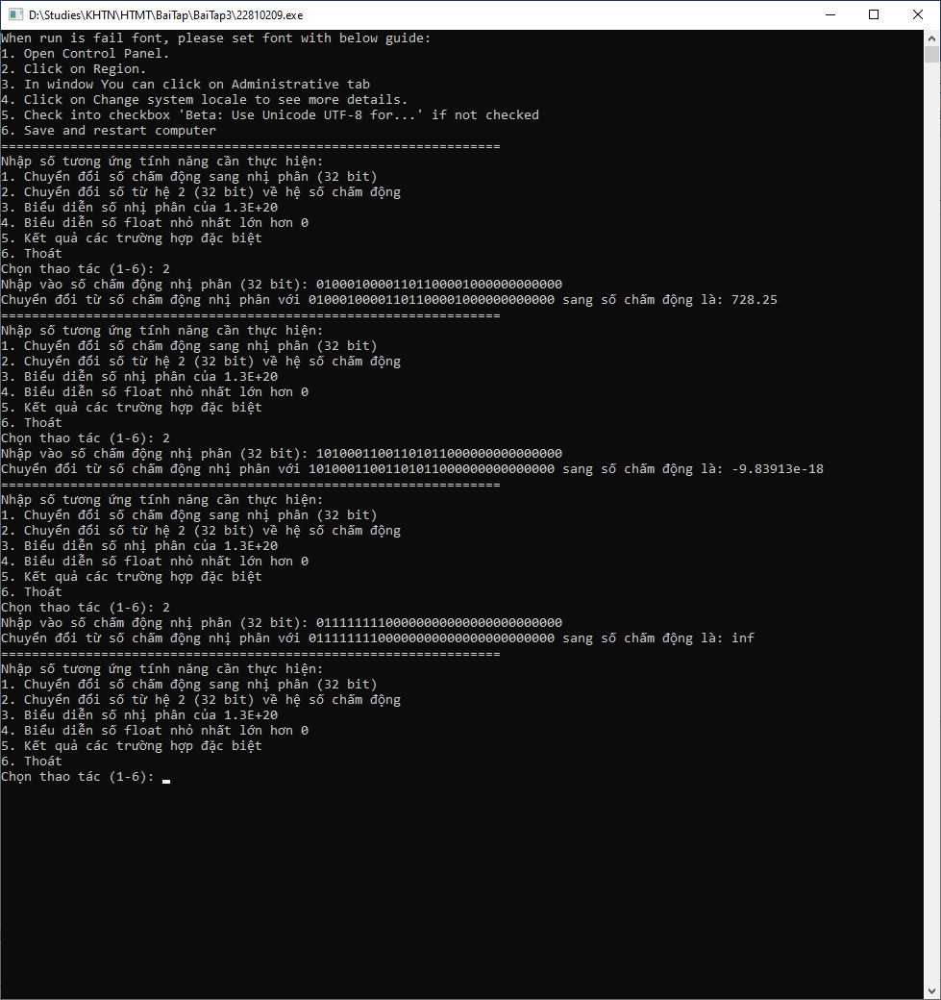 D:\Studies\KHTN\HTMT\BaiTap\BaiTap3\22810209.exe
When run is fail font, please set font with below guide:
1. Open Control Panel.
2. Click on Region.
3. In window You can click on Administrative tab
4. Click on Change system locale to see more details.
5. Check into checkbox 'Beta: Use Unicode UTF-8 for...' if not checked
6. Save and restart computer
=================================================================
Nhập số tương ứng tính năng cần thực hiện:
1. Chuyển đổi số chấm động sang nhị phân (32 bit)
2. Chuyển đổi số từ hệ 2 (32 bit) về hệ số chấm động
3. Biểu diễn số nhị phân của 1.3E+20
4. Biểu diễn số float nhỏ nhất lớn hơn 0
5. Kết quả các trường hợp đặc biệt
6. Thoát
Chọn thao tác (1-6): 2
Nhập vào số chấm động nhị phân (32 bit): 01000100001101100001000000000000
Chuyển đổi từ số chấm động nhị phân với 01000100001101100001000000000000 sang số chấm động là: 728.25
=================================================================
Nhập số tương ứng tính năng cần thực hiện:
1. Chuyển đổi số chấm động sang nhị phân (32 bit)
2. Chuyển đổi số từ hệ 2 (32 bit) về hệ số chấm động
3. Biểu diễn số nhị phân của 1.3E+20
4. Biểu diễn số float nhỏ nhất lớn hơn 0
5. Kết quả các trường hợp đặc biệt
6. Thoát
Chọn thao tác (1-6): 2
Nhập vào số chấm động nhị phân (32 bit): 10100011001101011000000000000000
Chuyển đổi từ số chấm động nhị phân với 10100011001101011000000000000000 sang số chấm động là: -9.83913e-18
=================================================================
Nhập số tương ứng tính năng cần thực hiện:
1. Chuyển đổi số chấm động sang nhị phân (32 bit)
2. Chuyển đổi số từ hệ 2 (32 bit) về hệ số chấm động
3. Biểu diễn số nhị phân của 1.3E+20
4. Biểu diễn số float nhỏ nhất lớn hơn 0
5. Kết quả các trường hợp đặc biệt
6. Thoát
Chọn thao tác (1-6): 2
Nhập vào số chấm động nhị phân (32 bit): 01111111100000000000000000000000
Chuyển đổi từ số chấm động nhị phân với 01111111100000000000000000000000 sang số chấm động là: inf
=================================================================
Nhập số tương ứng tính năng cần thực hiện:
1. Chuyển đổi số chấm động sang nhị phân (32 bit)
2. Chuyển đổi số từ hệ 2 (32 bit) về hệ số chấm động
3. Biểu diễn số nhị phân của 1.3E+20
4. Biểu diễn số float nhỏ nhất lớn hơn 0
5. Kết quả các trường hợp đặc biệt
6. Thoát
Chọn thao tác (1-6):